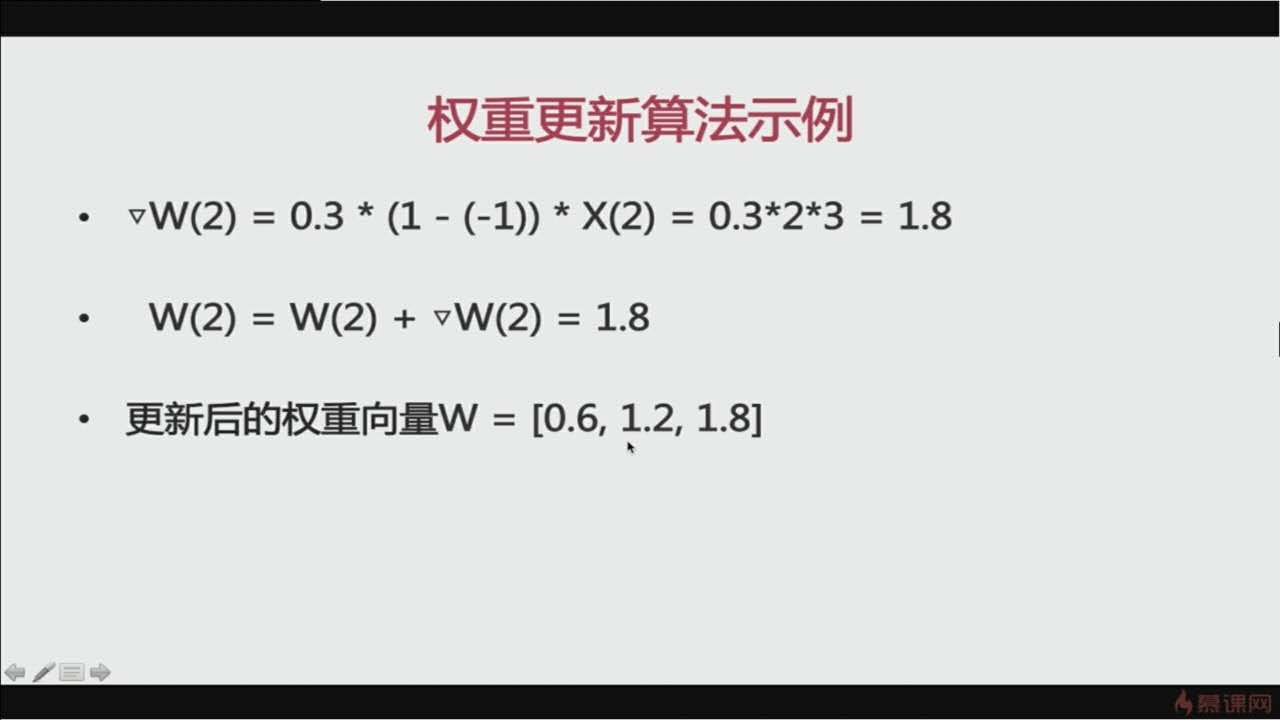 权重更新算法示例
• ▽W(2) = 0.3 * (1 - (-1)) * X(2) = 0.3*2*3 = 1.8
• W(2) = W(2) + ▽W(2) = 1.8
• 更新后的权重向量W = [0.6, 1.2, 1.8]
慕课网